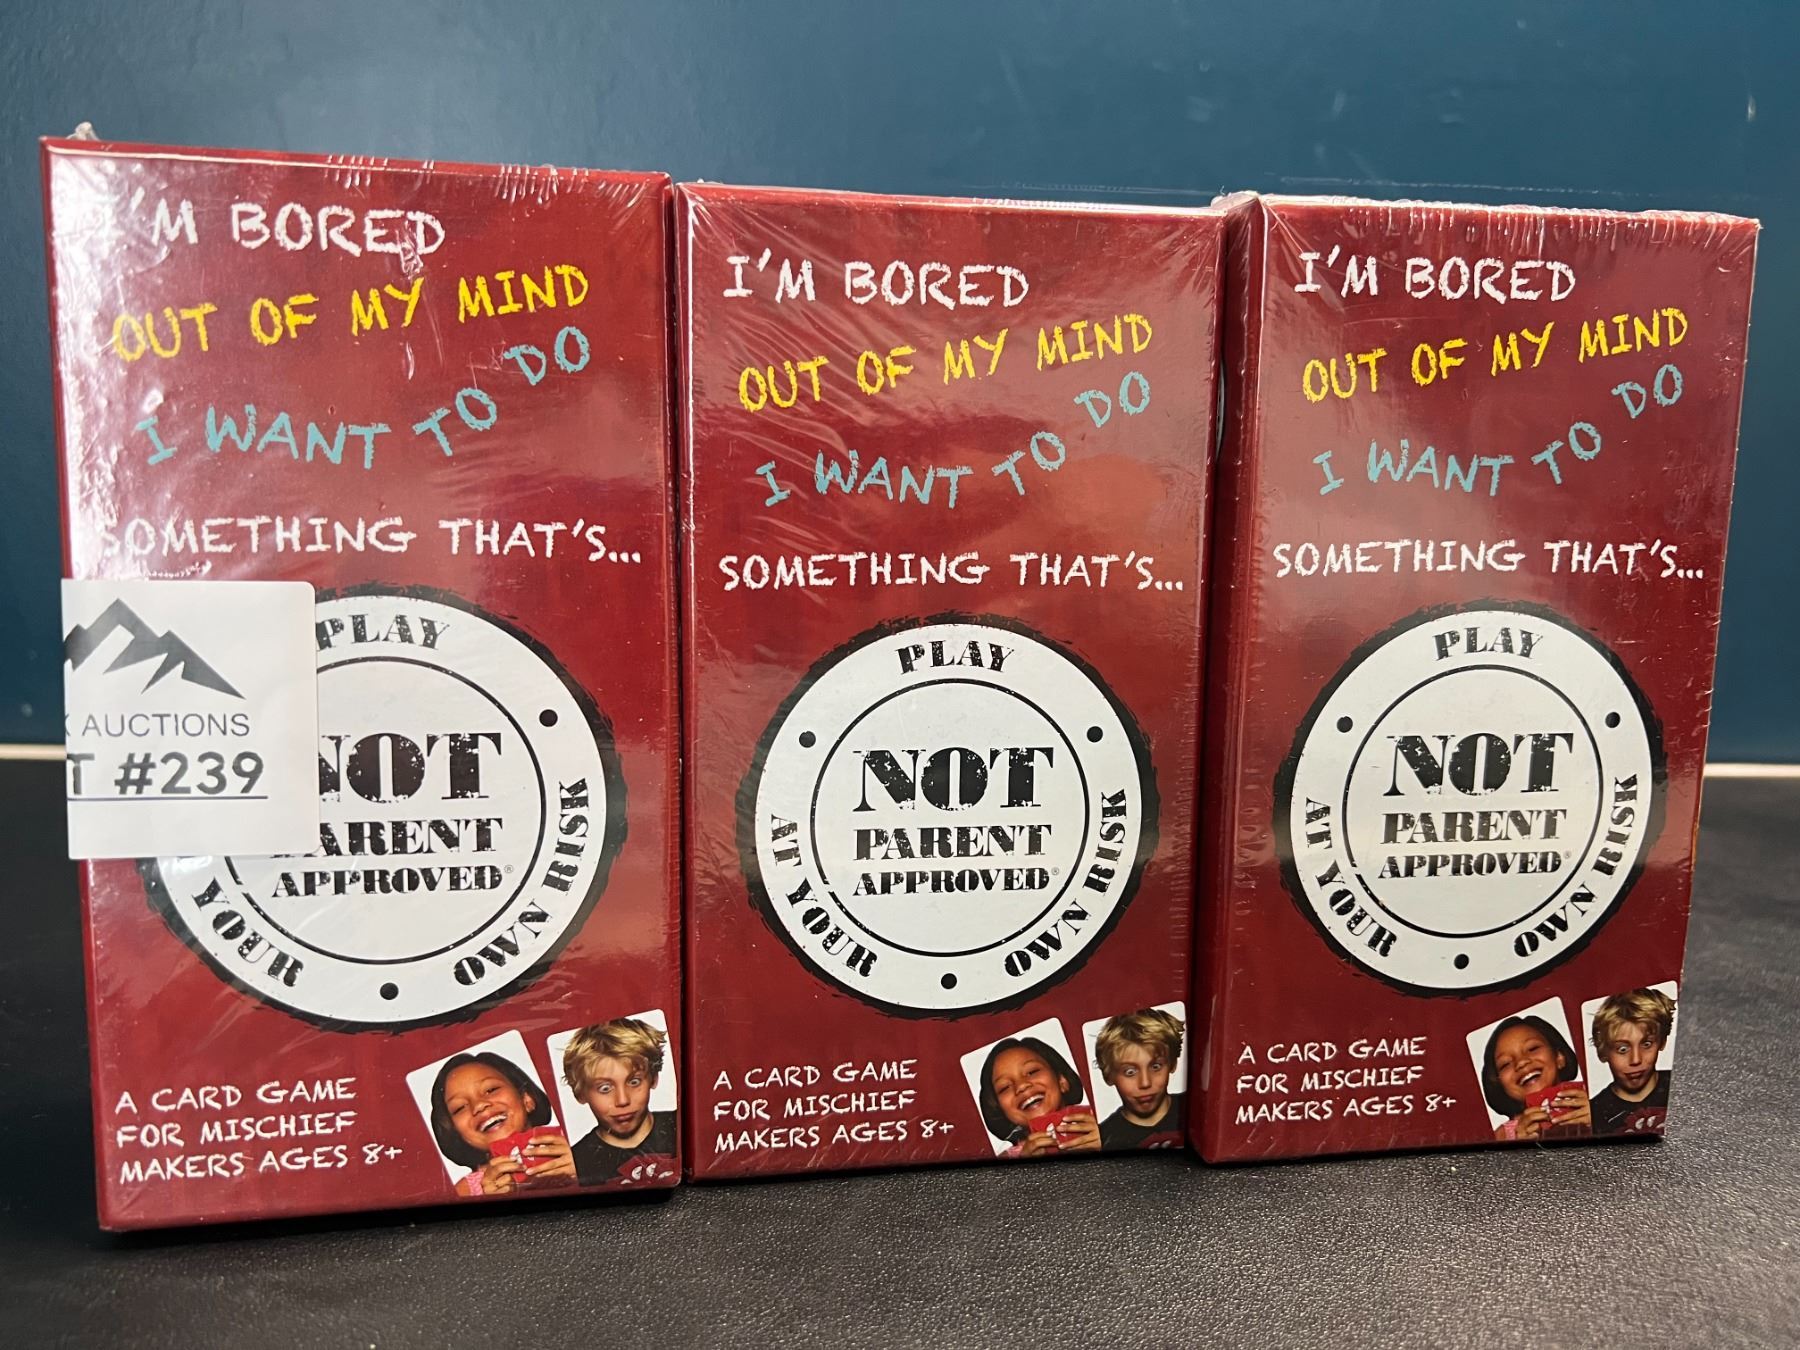 I'M BORED
OUT OF MY MIND
I WANT TO DO
SOMETHING THAT'S...
PLAY
AT YOUR
OWN RISK
NOT
PARENT
APPROVED®
A CARD GAME
FOR MISCHIEF
MAKERS AGES 8+
I'M BORED
OUT OF MY MIND
I WANT TO DO
SOMETHING THAT'S...
PLAY
AT YOUR
OWN RISK
NOT
PARENT
APPROVED®
A CARD GAME
FOR MISCHIEF
MAKERS AGES 8+
I'M BORED
OUT OF MY MIND
I WANT TO DO
SOMETHING THAT'S...
AUCTIONS
#239
PLAY
YOUR
OWN RISK
NOT
ARENT
APPROVED®
A CARD GAME
FOR MISCHIEF
MAKERS AGES 8+